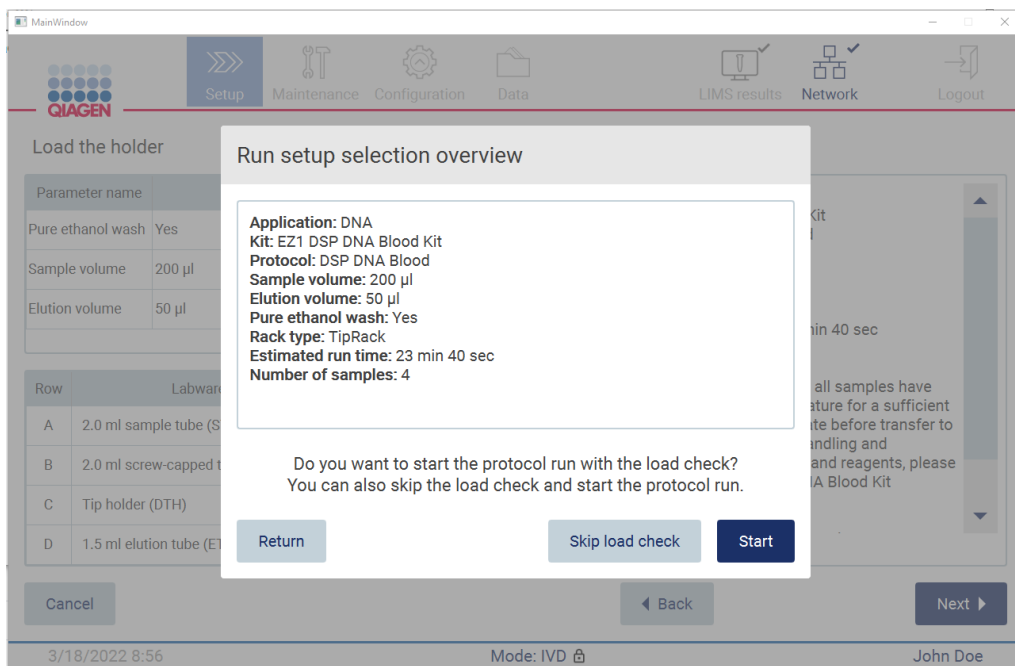 MainWindow
Setup
Maintenance
Configuration
Data
LIMS results
Network
Logout
QIAGEN
Load the holder
Run setup selection overview
Parameter name
Pure ethanol wash Yes
Sample volume 200 µl
Elution volume 50 µl
Application: DNA
Kit: EZ1 DSP DNA Blood Kit
Protocol: DSP DNA Blood
Sample volume: 200 µl
Elution volume: 50 µl
Pure ethanol wash: Yes
Rack type: TipRack
Estimated run time: 23 min 40 sec
Number of samples: 4
Kit
40 sec
Row
A 2.0 ml sample tube
B 2.0 ml screw-capped
C Tip holder (DTH)
D 1.5 ml elution tube
all samples have
for a sufficient
before transfer to
and
and reagents, please
Blood Kit
Do you want to start the protocol run with the load check?
You can also skip the load check and start the protocol run.
Return
Skip load check
Start
Cancel
Back
Next
3/18/2022 8:56
Mode: IVD
John Doe